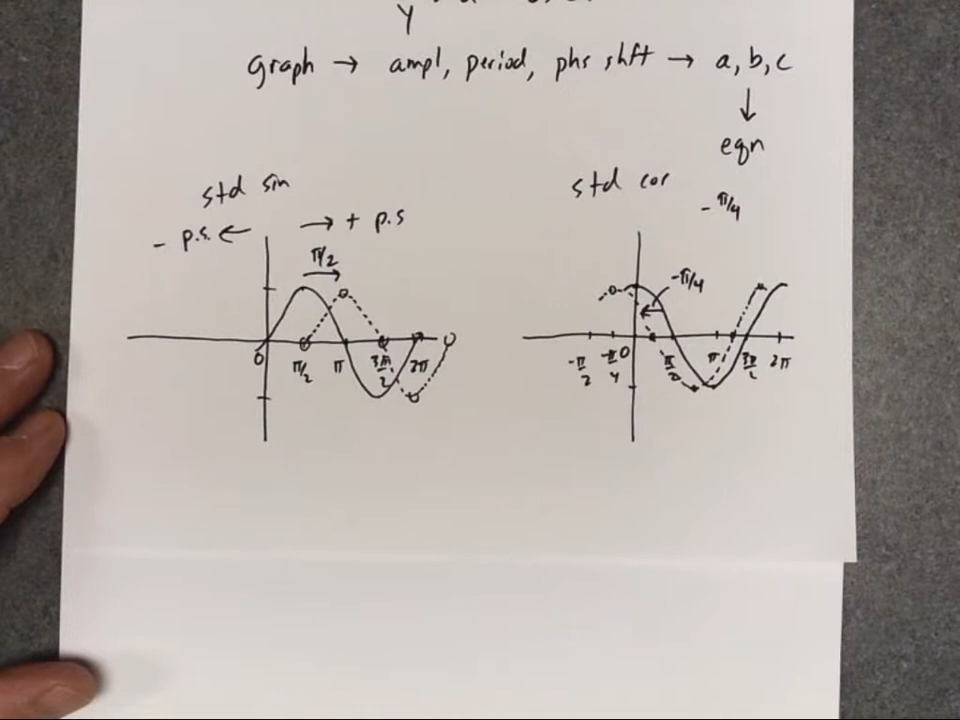 y
graph → ampl, period, phs shft → a, b, c
↓
eqn
std sin
std cos
- π/4
- p.s. ← → + p.s
π/2
-π/4
0 π/2 π 3π/2 2π
-π/2 -π/4 0 π/2 π 3π/2 2π